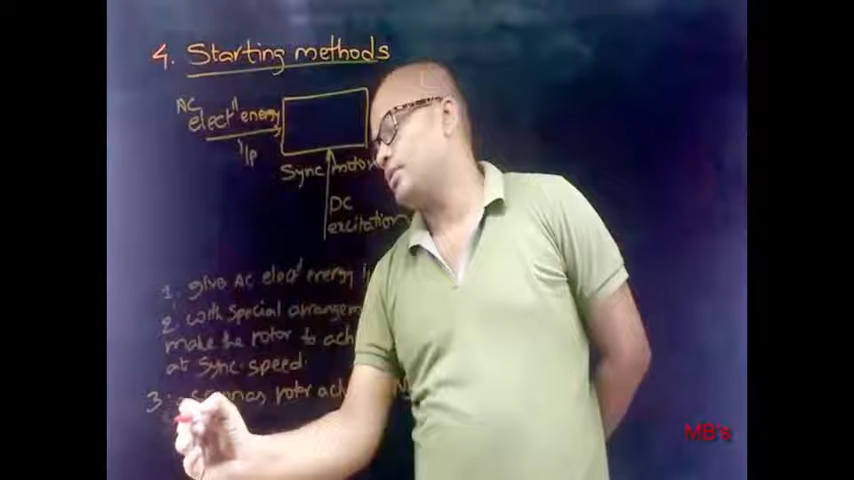 4. Starting methods
AC
elect^l energy
i/p
Sync motor
DC
excitation
1. give AC elect^l energy
2. with special arrangem
make the rotor to ach
at Sync. speed.
3. rotor ach
MB's